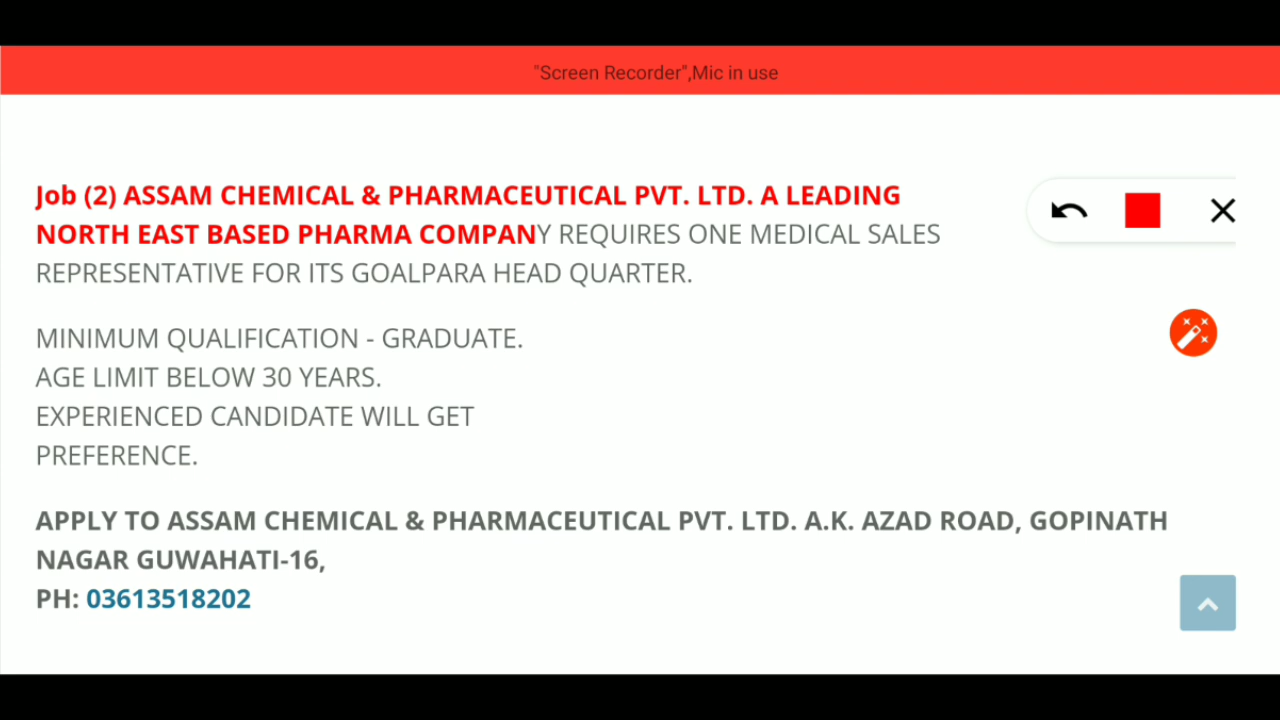 "Screen Recorder",Mic in use
Job (2) ASSAM CHEMICAL & PHARMACEUTICAL PVT. LTD. A LEADING
NORTH EAST BASED PHARMA COMPANY REQUIRES ONE MEDICAL SALES
REPRESENTATIVE FOR ITS GOALPARA HEAD QUARTER.
MINIMUM QUALIFICATION - GRADUATE.
AGE LIMIT BELOW 30 YEARS.
EXPERIENCED CANDIDATE WILL GET
PREFERENCE.
APPLY TO ASSAM CHEMICAL & PHARMACEUTICAL PVT. LTD. A.K. AZAD ROAD, GOPINATH
NAGAR GUWAHATI-16,
PH: 03613518202